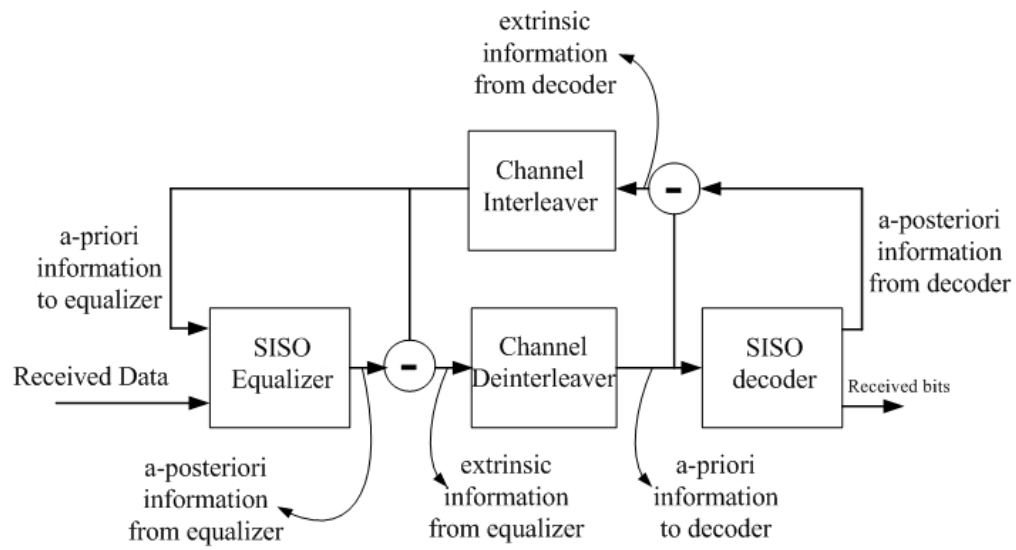 extrinsic
information
from decoder
Channel
Interleaver
-
a-priori
information
to equalizer
a-posteriori
information
from decoder
SISO
Equalizer
-
Channel
Deinterleaver
SISO
decoder
Received Data
Received bits
a-posteriori
information
from equalizer
extrinsic
information
from equalizer
a-priori
information
to decoder